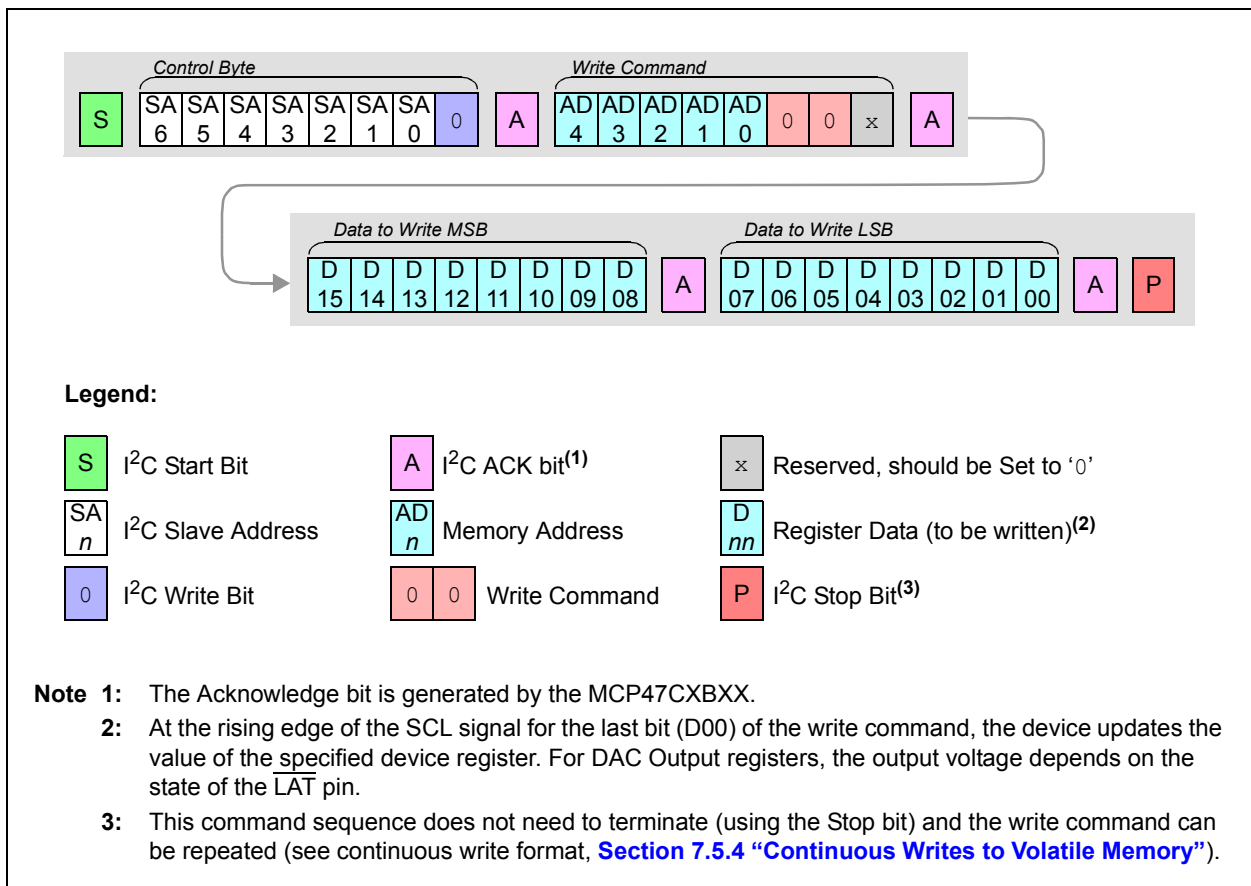 Control Byte Write Command
S SA 6 SA 5 SA 4 SA 3 SA 2 SA 1 SA 0 0 A AD 4 AD 3 AD 2 AD 1 AD 0 0 0 x A
Data to Write MSB Data to Write LSB
D 15 D 14 D 13 D 12 D 11 D 10 D 09 D 08 A D 07 D 06 D 05 D 04 D 03 D 02 D 01 D 00 A P
Legend:
S I2C Start Bit A I2C ACK bit(1) x Reserved, should be Set to ‘0’
SA n I2C Slave Address AD n Memory Address D nn Register Data (to be written)(2)
0 I2C Write Bit 0 0 Write Command P I2C Stop Bit(3)
Note 1: The Acknowledge bit is generated by the MCP47CXBXX.
2: At the rising edge of the SCL signal for the last bit (D00) of the write command, the device updates the
value of the specified device register. For DAC Output registers, the output voltage depends on the
state of the LAT pin.
3: This command sequence does not need to terminate (using the Stop bit) and the write command can
be repeated (see continuous write format, Section 7.5.4 “Continuous Writes to Volatile Memory”).